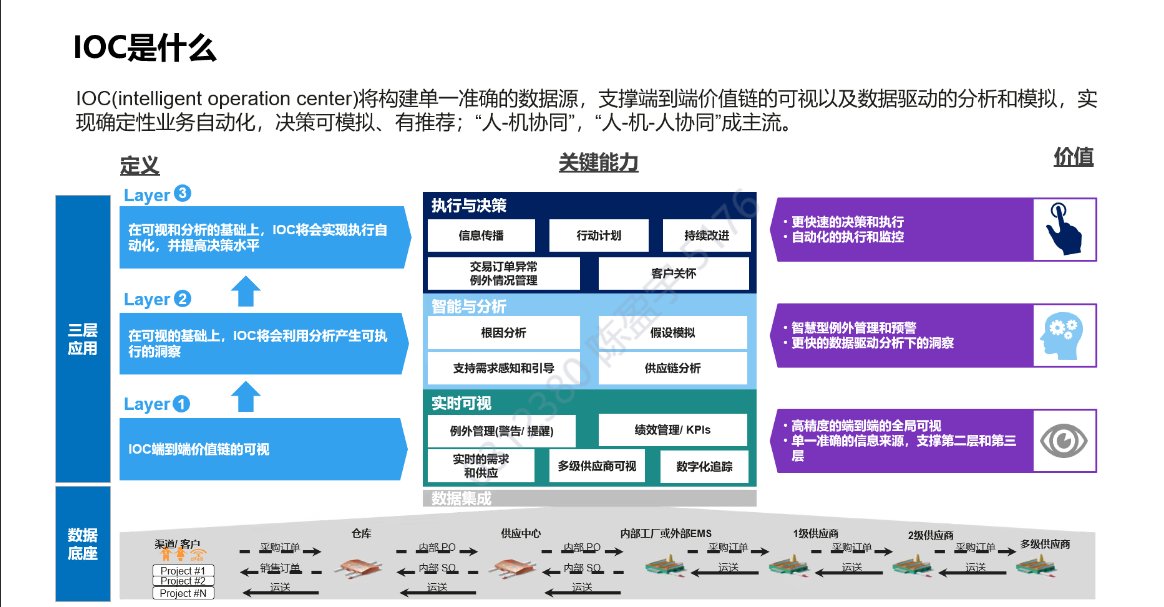 IOC是什么
IOC(intelligent operation center)将构建单一准确的数据源，支撑端到端价值链的可视以及数据驱动的分析和模拟，实
现确定性业务自动化，决策可模拟、有推荐；“人-机协同”，“人-机-人协同”成主流。
定义
关键能力
价值
三层
应用
Layer 3
在可视和分析的基础上，IOC将会实现执行自
动化，并提高决策水平
执行与决策
信息传播
行动计划
持续改进
交易订单异常
例外情况管理
客户关怀
· 更快速的决策和执行
· 自动化的执行和监控
Layer 2
在可视的基础上，IOC将会利用分析产生可执
行的洞察
智能与分析
根因分析
假设模拟
支持需求感知和引导
供应链分析
· 智慧型例外管理和预警
· 更快的数据驱动分析下的洞察
Layer 1
IOC端到端价值链的可视
实时可视
例外管理(警告/ 提醒)
绩效管理/ KPIs
实时的需求
和供应
多级供应商可视
数字化追踪
· 高精度的端到端的全局可视
· 单一准确的信息来源，支撑第二层和第三
层
数据集成
数据
底座
渠道/ 客户
Project #1
Project #2
Project #N
采购订单
销售订单
运送
仓库
内部 PO
内部 SO
运送
供应中心
内部 PO
内部 SO
运送
内部工厂或外部EMS
采购订单
运送
1级供应商
采购订单
运送
2级供应商
采购订单
运送
多级供应商